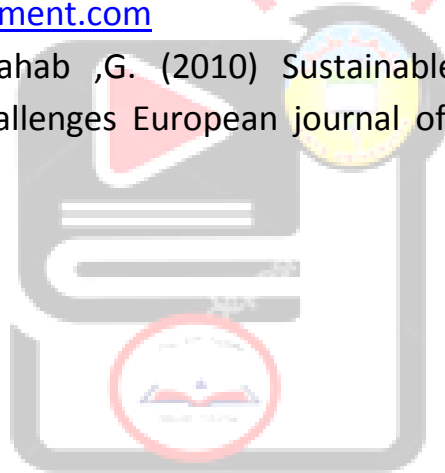 ment.com
ahab ,G. (2010) Sustainable
allenges European journal of